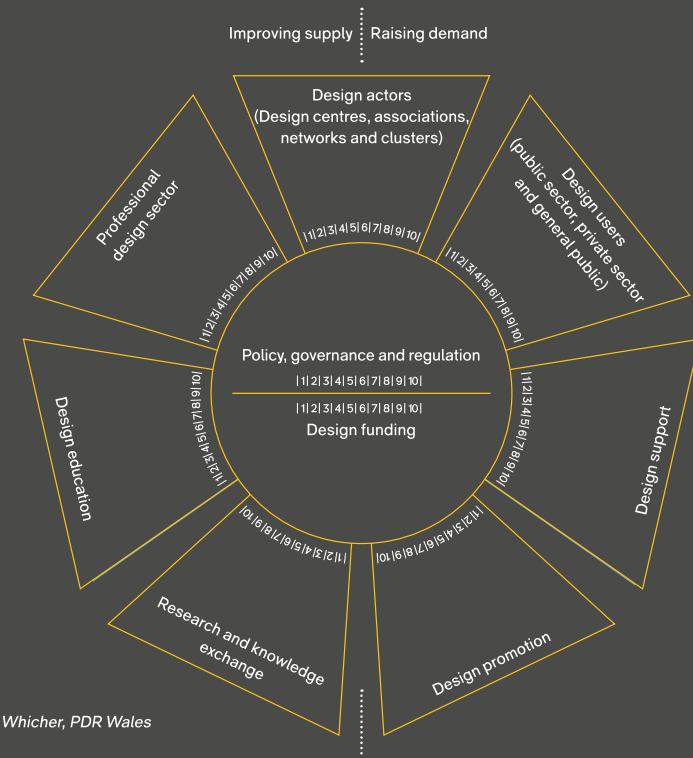 Improving supply
Raising demand
Design actors
(Design centres, associations,
networks and clusters)
|1|2|3|4|5|6|7|8|9|10|
Design users
(public sector, private sector
and general public)
|1|2|3|4|5|6|7|8|9|10|
Design support
|1|2|3|4|5|6|7|8|9|10|
Design promotion
|1|2|3|4|5|6|7|8|9|10|
Research and knowledge
exchange
|1|2|3|4|5|6|7|8|9|10|
Design education
|1|2|3|4|5|6|7|8|9|10|
Professional
design sector
|1|2|3|4|5|6|7|8|9|10|
Policy, governance and regulation
|1|2|3|4|5|6|7|8|9|10|
|1|2|3|4|5|6|7|8|9|10|
Design funding
Whicher, PDR Wales